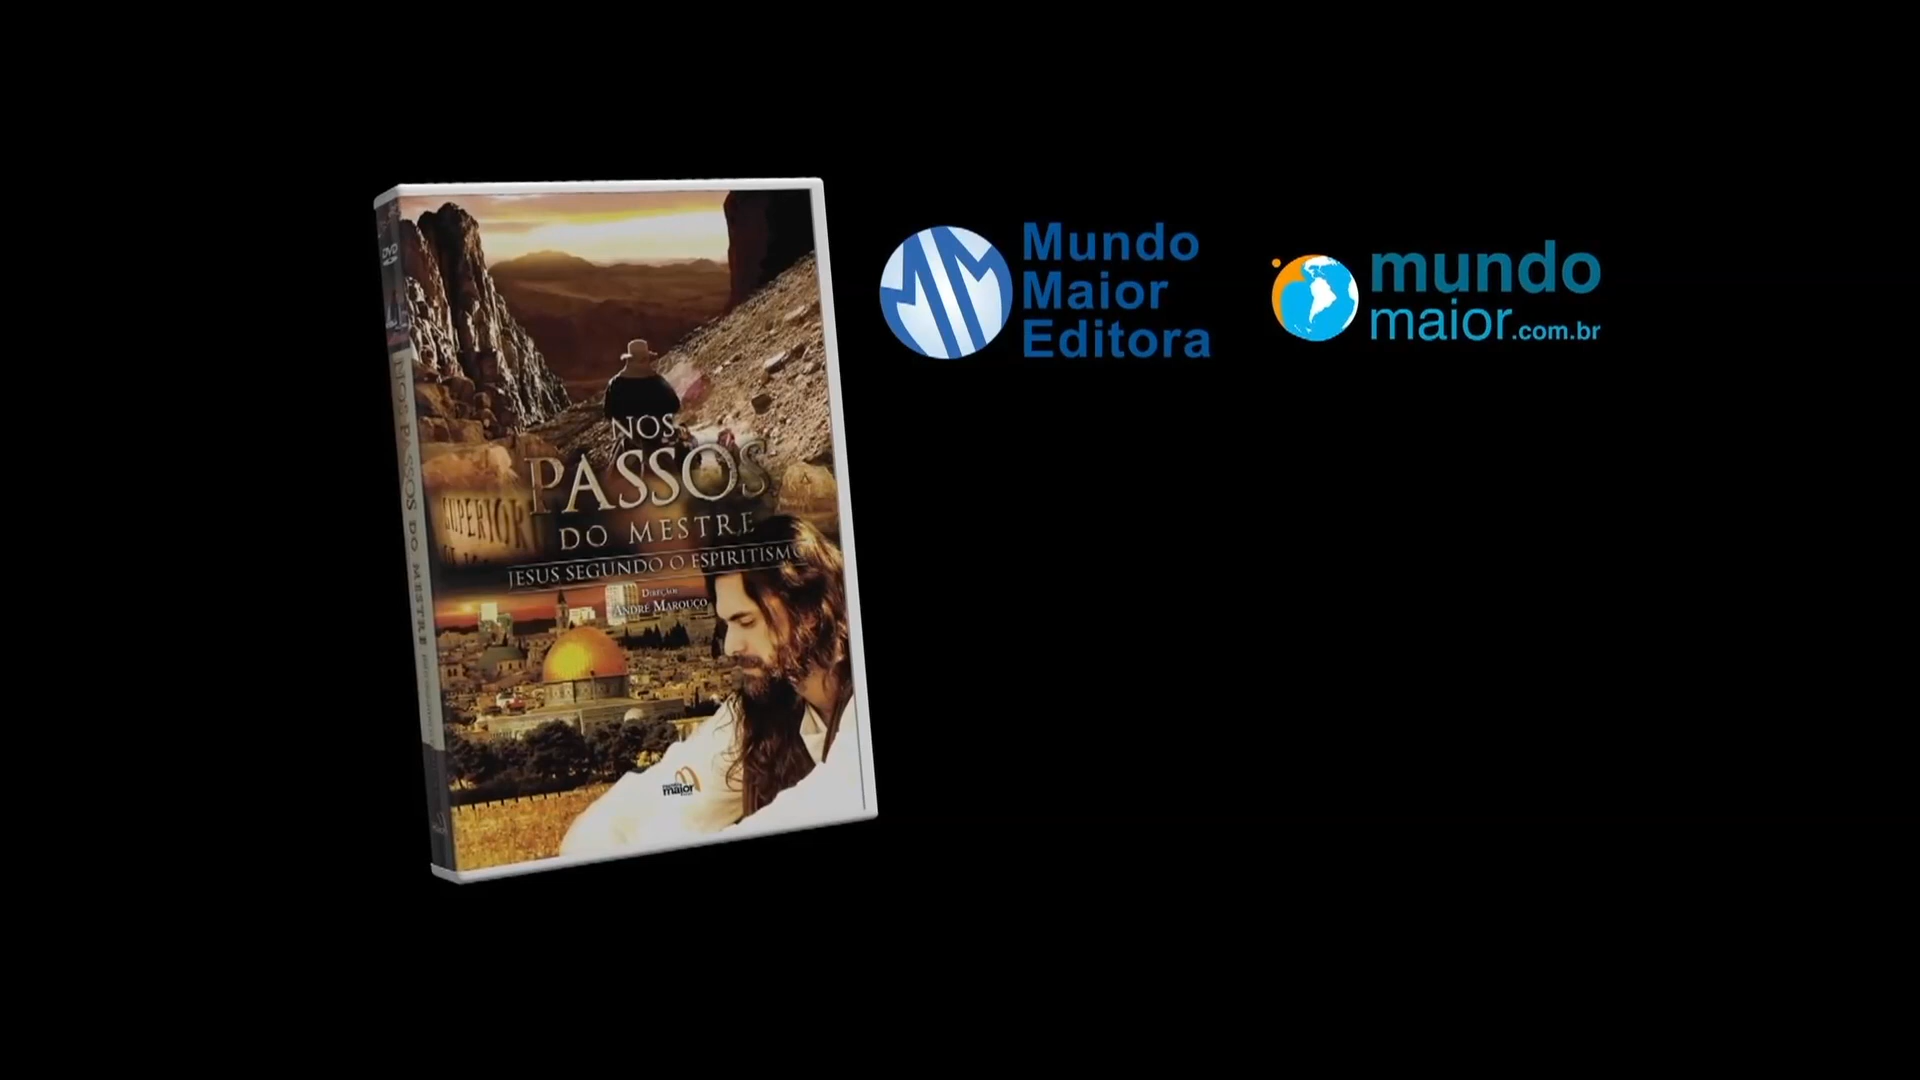 DVD
NOS PASSOS DO MESTRE
NOS
PASSOS
DO MESTRE
JESUS SEGUNDO O ESPIRITISMO
DIREÇÃO
ANDRÉ MAROUÇO
SUPERIOR
maior
Mundo
Maior
Editora
mundo
maior.com.br